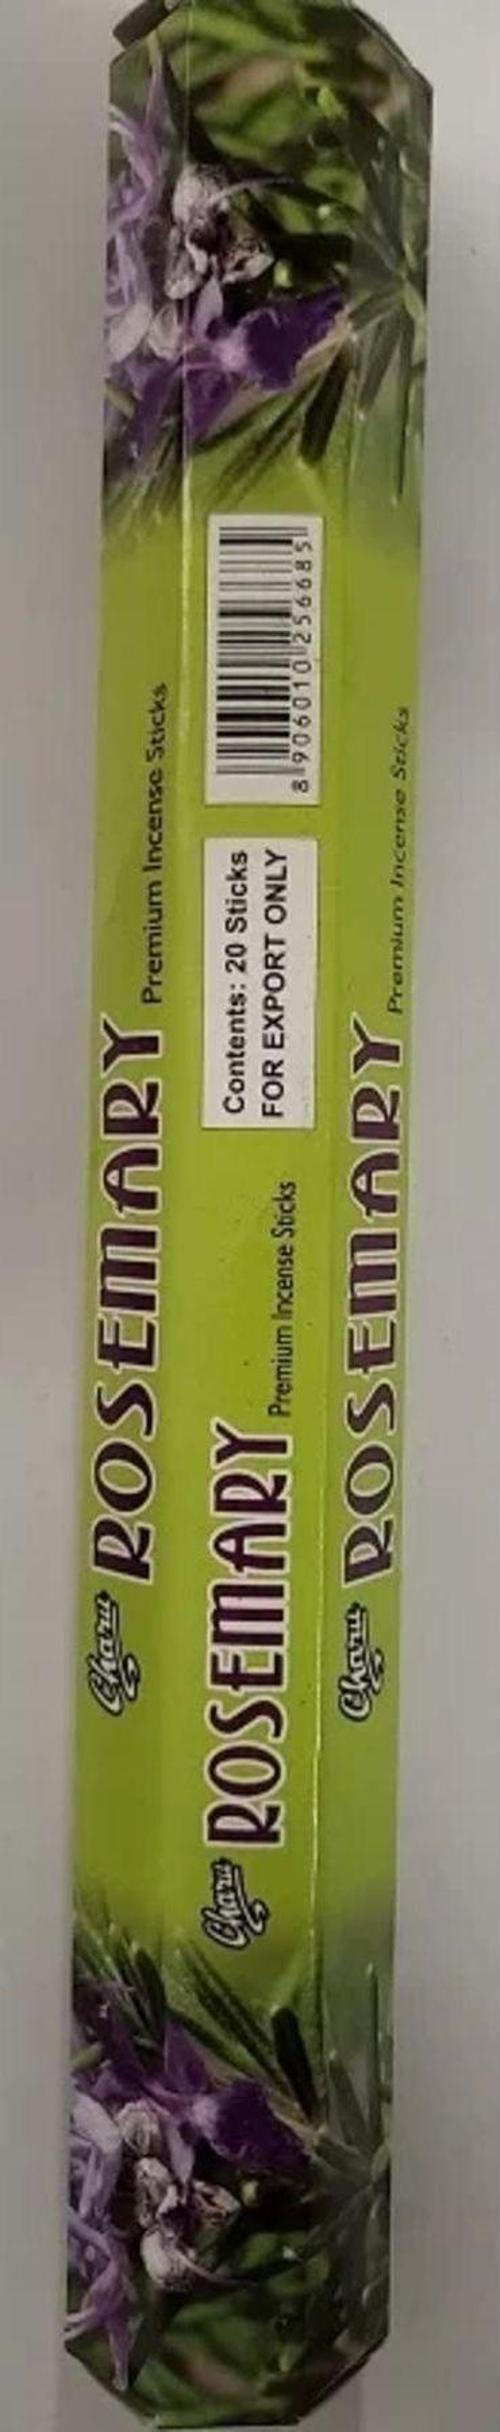 Charu
ROSEMARY
Premium Incense Sticks
Charu
ROSEMARY
Premium Incense Sticks
Contents: 20 Sticks
FOR EXPORT ONLY
8 906010 256685
Charu
ROSEMARY
Premium Incense Sticks